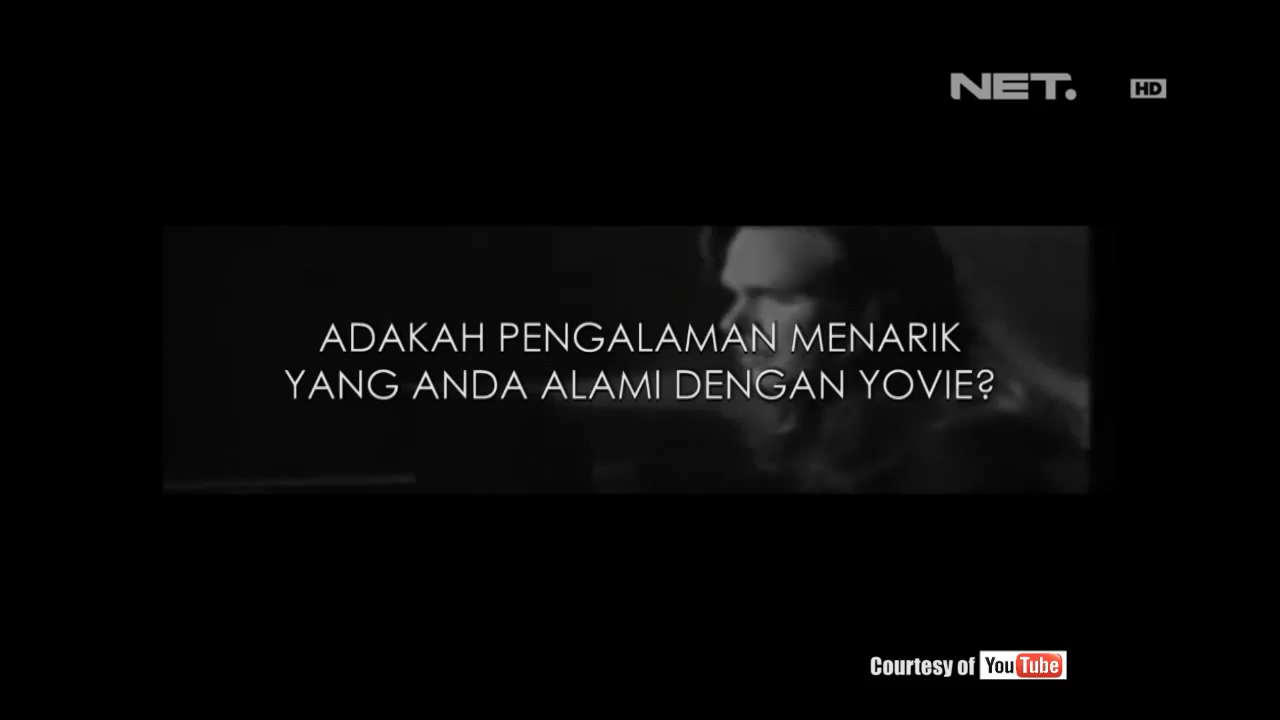 NET.
HD
ADAKAH PENGALAMAN MENARIK
YANG ANDA ALAMI DENGAN YOVIE?
Courtesy of YouTube